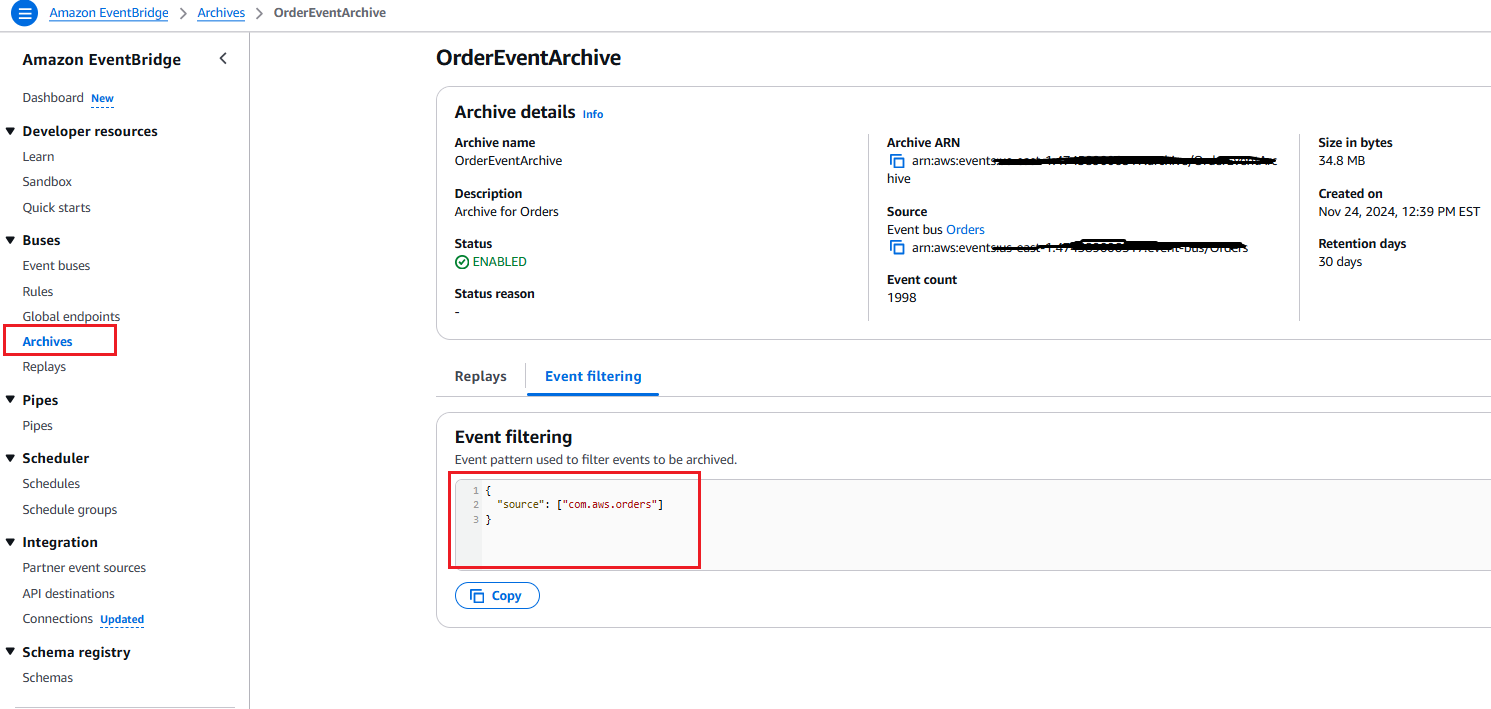 Amazon EventBridge > Archives > OrderEventArchive
Amazon EventBridge
Dashboard New
Developer resources
Learn
Sandbox
Quick starts
Buses
Event buses
Rules
Global endpoints
Archives
Replays
Pipes
Pipes
Scheduler
Schedules
Schedule groups
Integration
Partner event sources
API destinations
Connections Updated
Schema registry
Schemas
OrderEventArchive
Archive details Info
Archive name
OrderEventArchive
Description
Archive for Orders
Status
ENABLED
Status reason
-
Archive ARN
arn:aws:events
hive
Source
Event bus Orders
arn:aws:events
Event count
1998
Size in bytes
34.8 MB
Created on
Nov 24, 2024, 12:39 PM EST
Retention days
30 days
Replays
Event filtering
Event filtering
Event pattern used to filter events to be archived.
1 {
2 "source": ["com.aws.orders"]
3 }
Copy